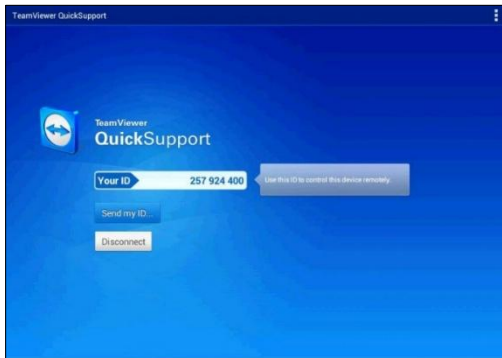 TeamViewer QuickSupport
TeamViewer
QuickSupport
Your ID
257 924 400
Use this ID to control this device remotely.
Send my ID...
Disconnect